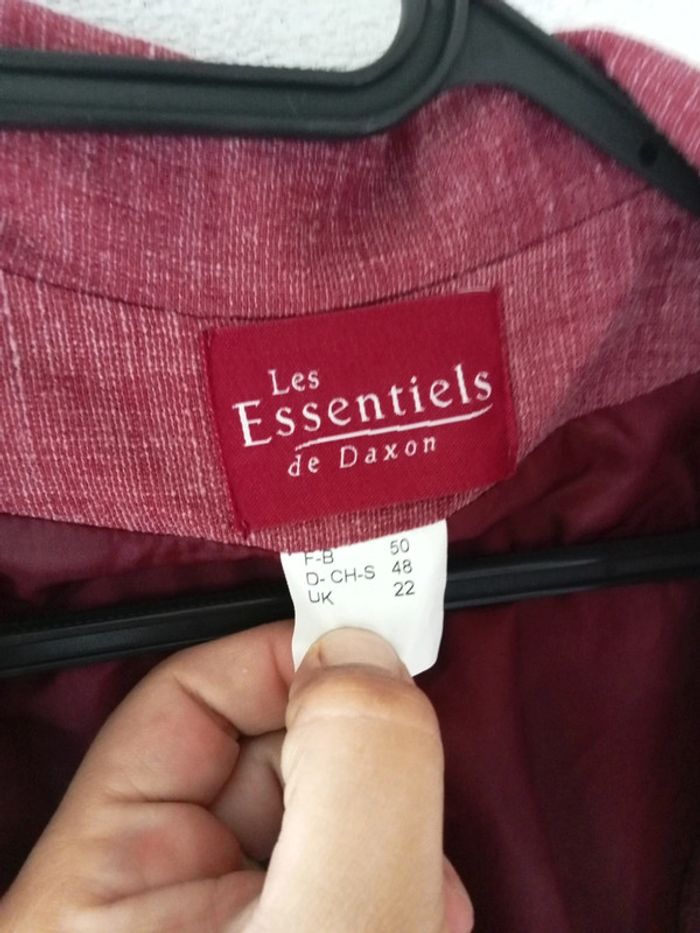 Les
Essentiels
de Daxon
F-B 50
D-CH-S 48
UK 22